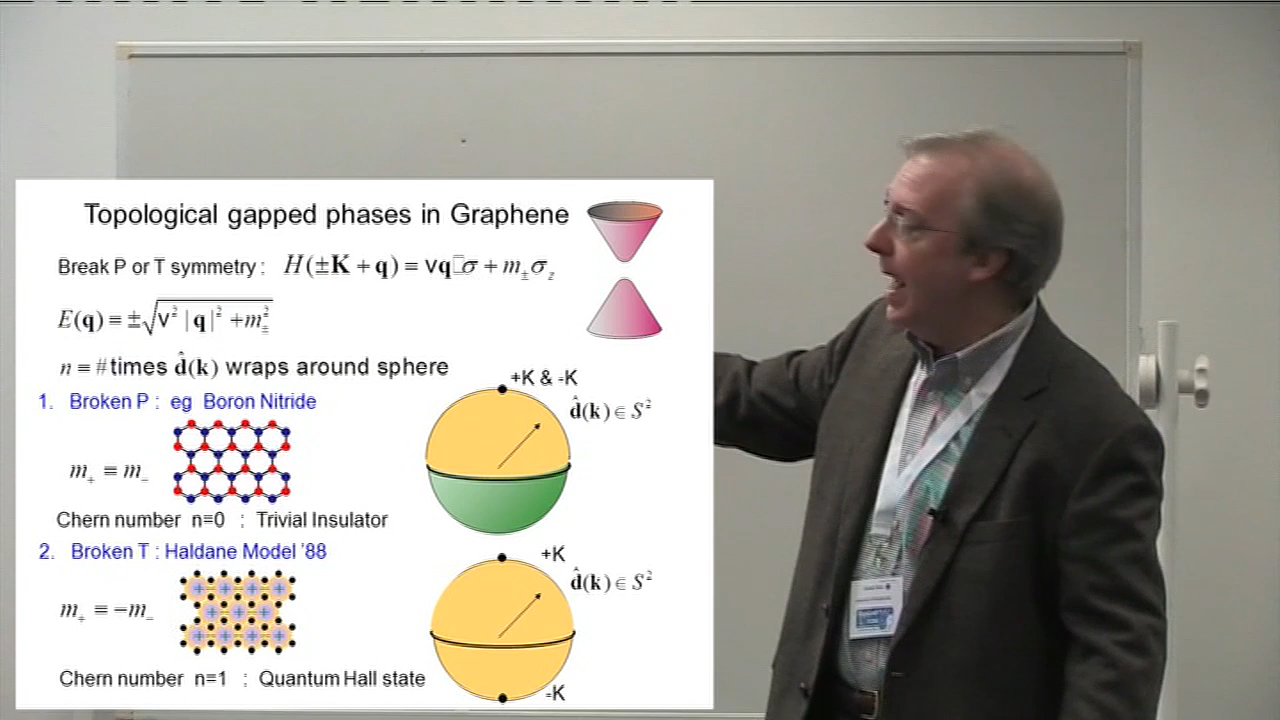 Topological gapped phases in Graphene
Break P or T symmetry : H(±K + q) = vq□σ + m±σz
E(q) = ±√v² | q |² +m±²
n = # times d̂(k) wraps around sphere
1. Broken P : eg Boron Nitride
+K & -K
d̂(k) ∈ S²
m₊ = m₋
Chern number n=0 : Trivial Insulator
2. Broken T : Haldane Model '88
+K
d̂(k) ∈ S²
m₊ = −m₋
Chern number n=1 : Quantum Hall state
-K